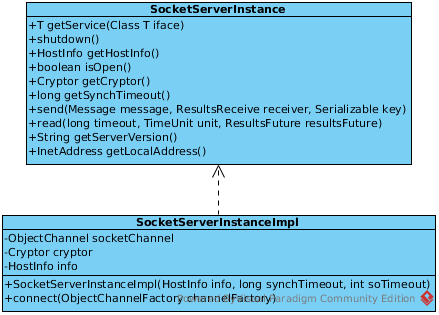 SocketServerInstance
+T getService(Class T iface)
+shutdown()
+HostInfo getHostInfo()
+boolean isOpen()
+Cryptor getCryptor()
+long getSynchTimeout()
+send(Message message, ResultsReceive receiver, Serializable key)
+read(long timeout, TimeUnit unit, ResultsFuture resultsFuture)
+String getServerVersion()
+InetAddress getLocalAddress()
SocketServerInstanceImpl
-ObjectChannel socketChannel
-Cryptor cryptor
-HostInfo info
+SocketServerInstanceImpl(HostInfo info, long synchTimeout, int soTimeout)
+connect(ObjectChannelFactory channelFactory)
Powered By Visual Paradigm Community Edition